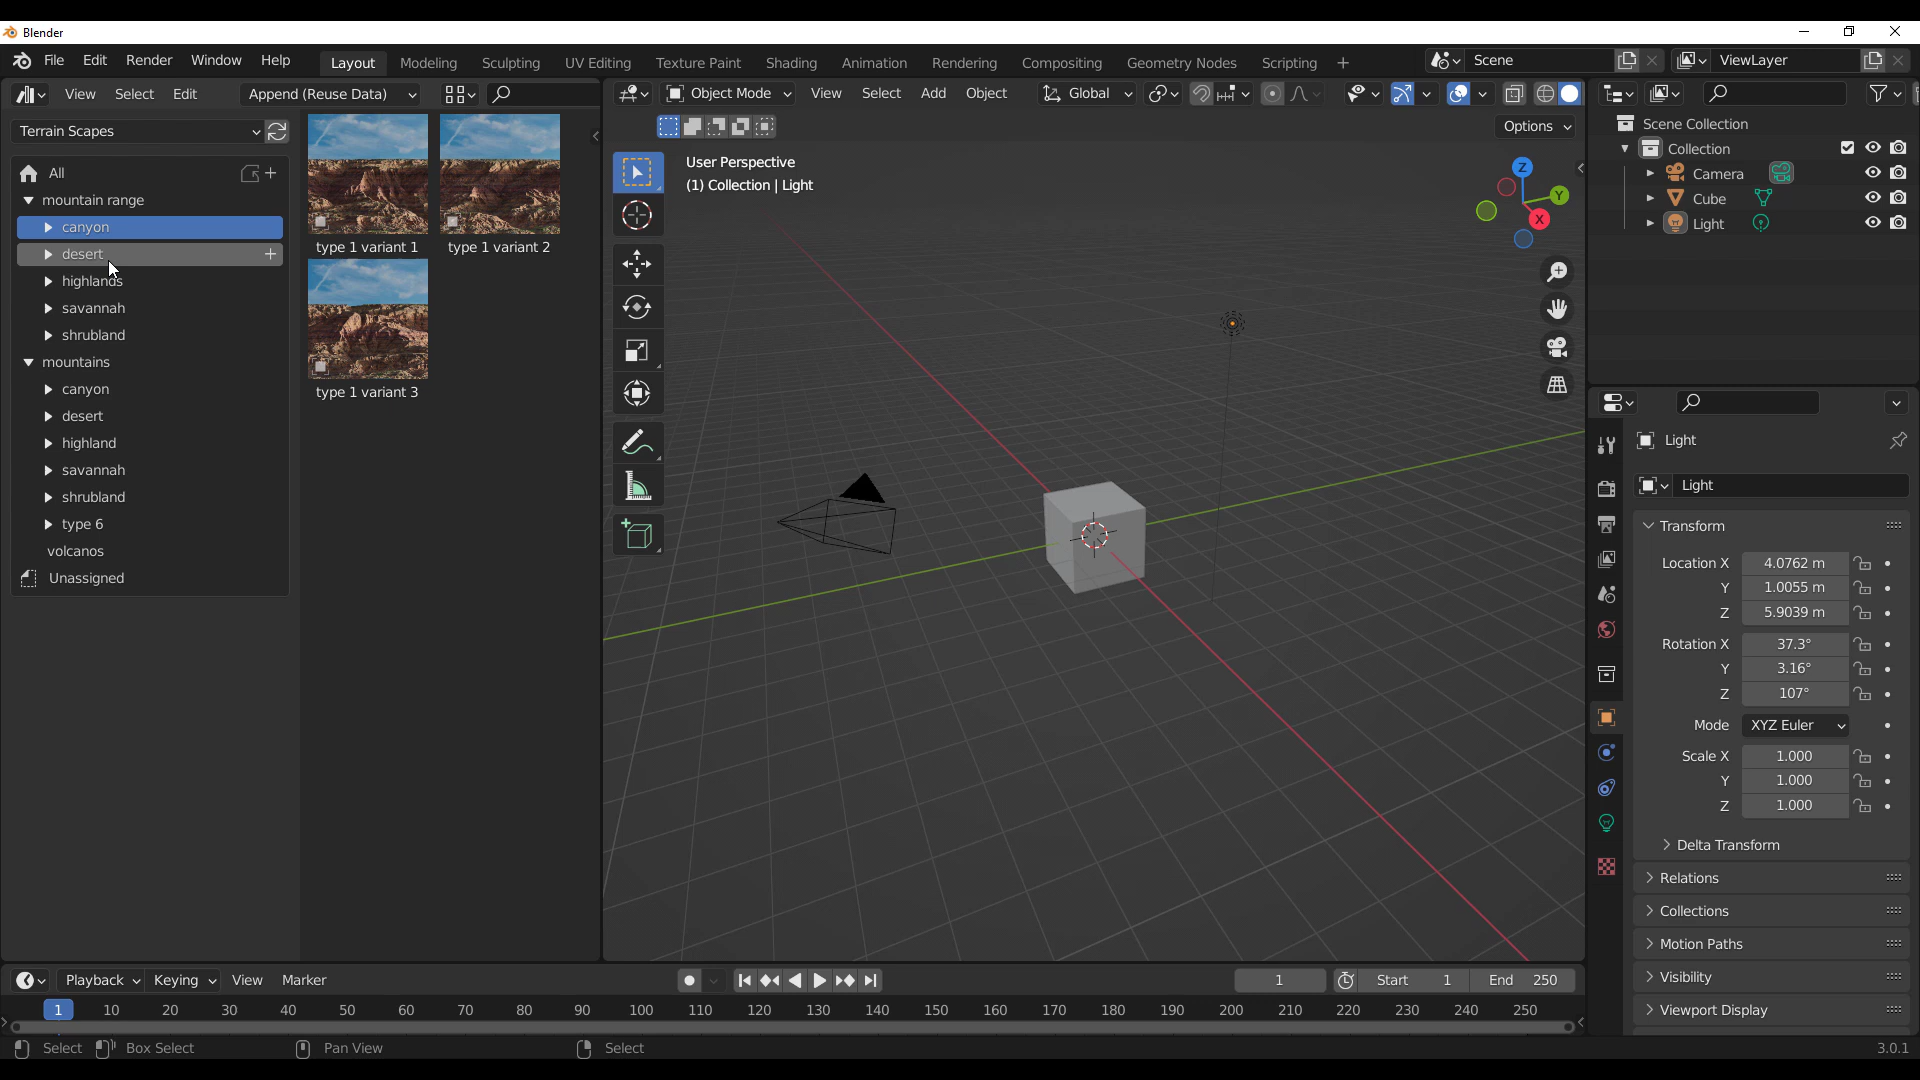 Blender
File Edit Render Window Help Layout Modeling Sculpting UV Editing Texture Paint Shading Animation Rendering Compositing Geometry Nodes Scripting + Scene ViewLayer
View Select Edit Append (Reuse Data) Object Mode View Select Add Object Global
Terrain Scapes Options
All
mountain range
canyon
desert
highlands
savannah
shrubland
mountains
canyon
desert
highland
savannah
shrubland
type 6
volcanos
Unassigned
type 1 variant 1 type 1 variant 2
type 1 variant 3
User Perspective
(1) Collection | Light
Z
Y
X
Scene Collection
Collection
Camera
Cube
Light
Light
Light
Transform
Location X 4.0762 m
Y 1.0055 m
Z 5.9039 m
Rotation X 37.3°
Y 3.16°
Z 107°
Mode XYZ Euler
Scale X 1.000
Y 1.000
Z 1.000
Delta Transform
Relations
Collections
Motion Paths
Visibility
Viewport Display
Playback Keying View Marker 1 Start 1 End 250
1 10 20 30 40 50 60 70 80 90 100 110 120 130 140 150 160 170 180 190 200 210 220 230 240 250
Select Box Select Pan View Select 3.0.1